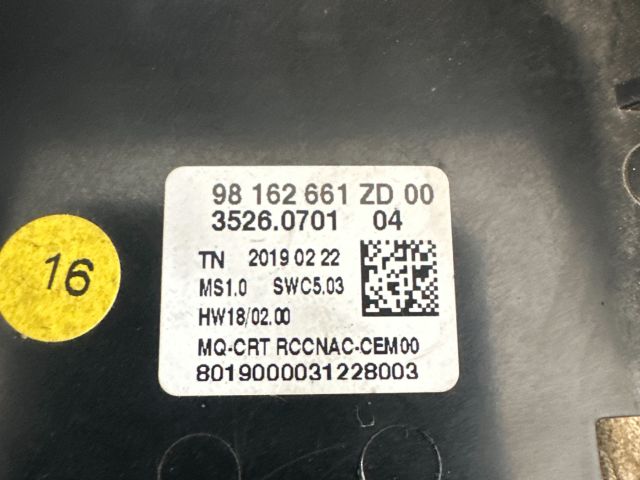 98 162 661 ZD 00
3526.0701 04
TN 2019 02 22
MS1.0 SWC5.03
HW18/02.00
MQ-CRT RCCNAC-CEM00
8019000031228003
16